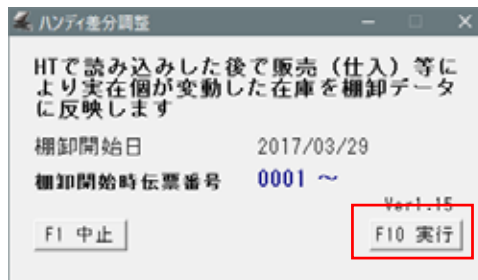 ハンディ差分調整
HTで読み込みした後で販売（仕入）等に
より実在個が変動した在庫を棚卸データ
に反映します
棚卸開始日 2017/03/29
棚卸開始時伝票番号 0001 ～
Ver1.15
F1 中止 F10 実行